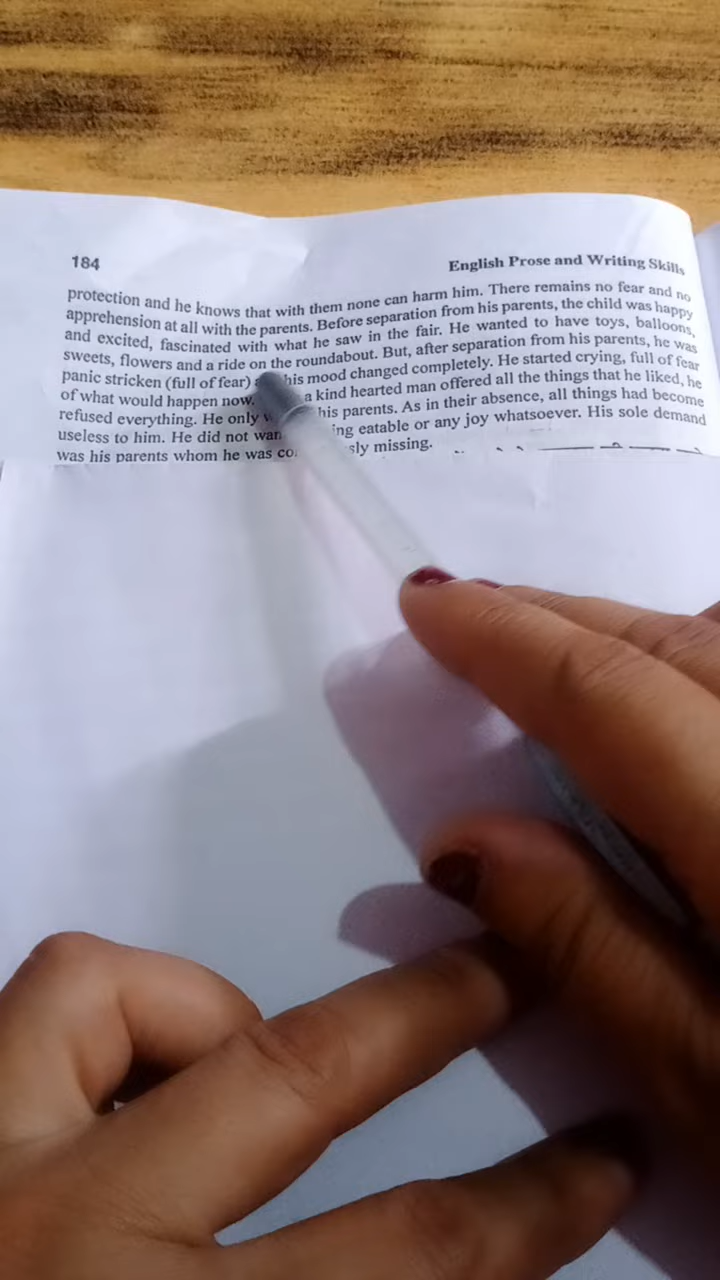 184
English Prose and Writing Skills
protection and he knows that with them none can harm him. There remains no fear and no
apprehension at all with the parents. Before separation from his parents, the child was happy
and excited, fascinated with what he saw in the fair. He wanted to have toys, balloons,
sweets, flowers and a ride on the roundabout. But, after separation from his parents, he was
panic stricken (full of fear) his mood changed completely. He started crying, full of fear
of what would happen now. a kind hearted man offered all the things that he liked, he
refused everything. He only his parents. As in their absence, all things had become
useless to him. He did not eatable or any joy whatsoever. His sole demand
was his parents whom he was missing.